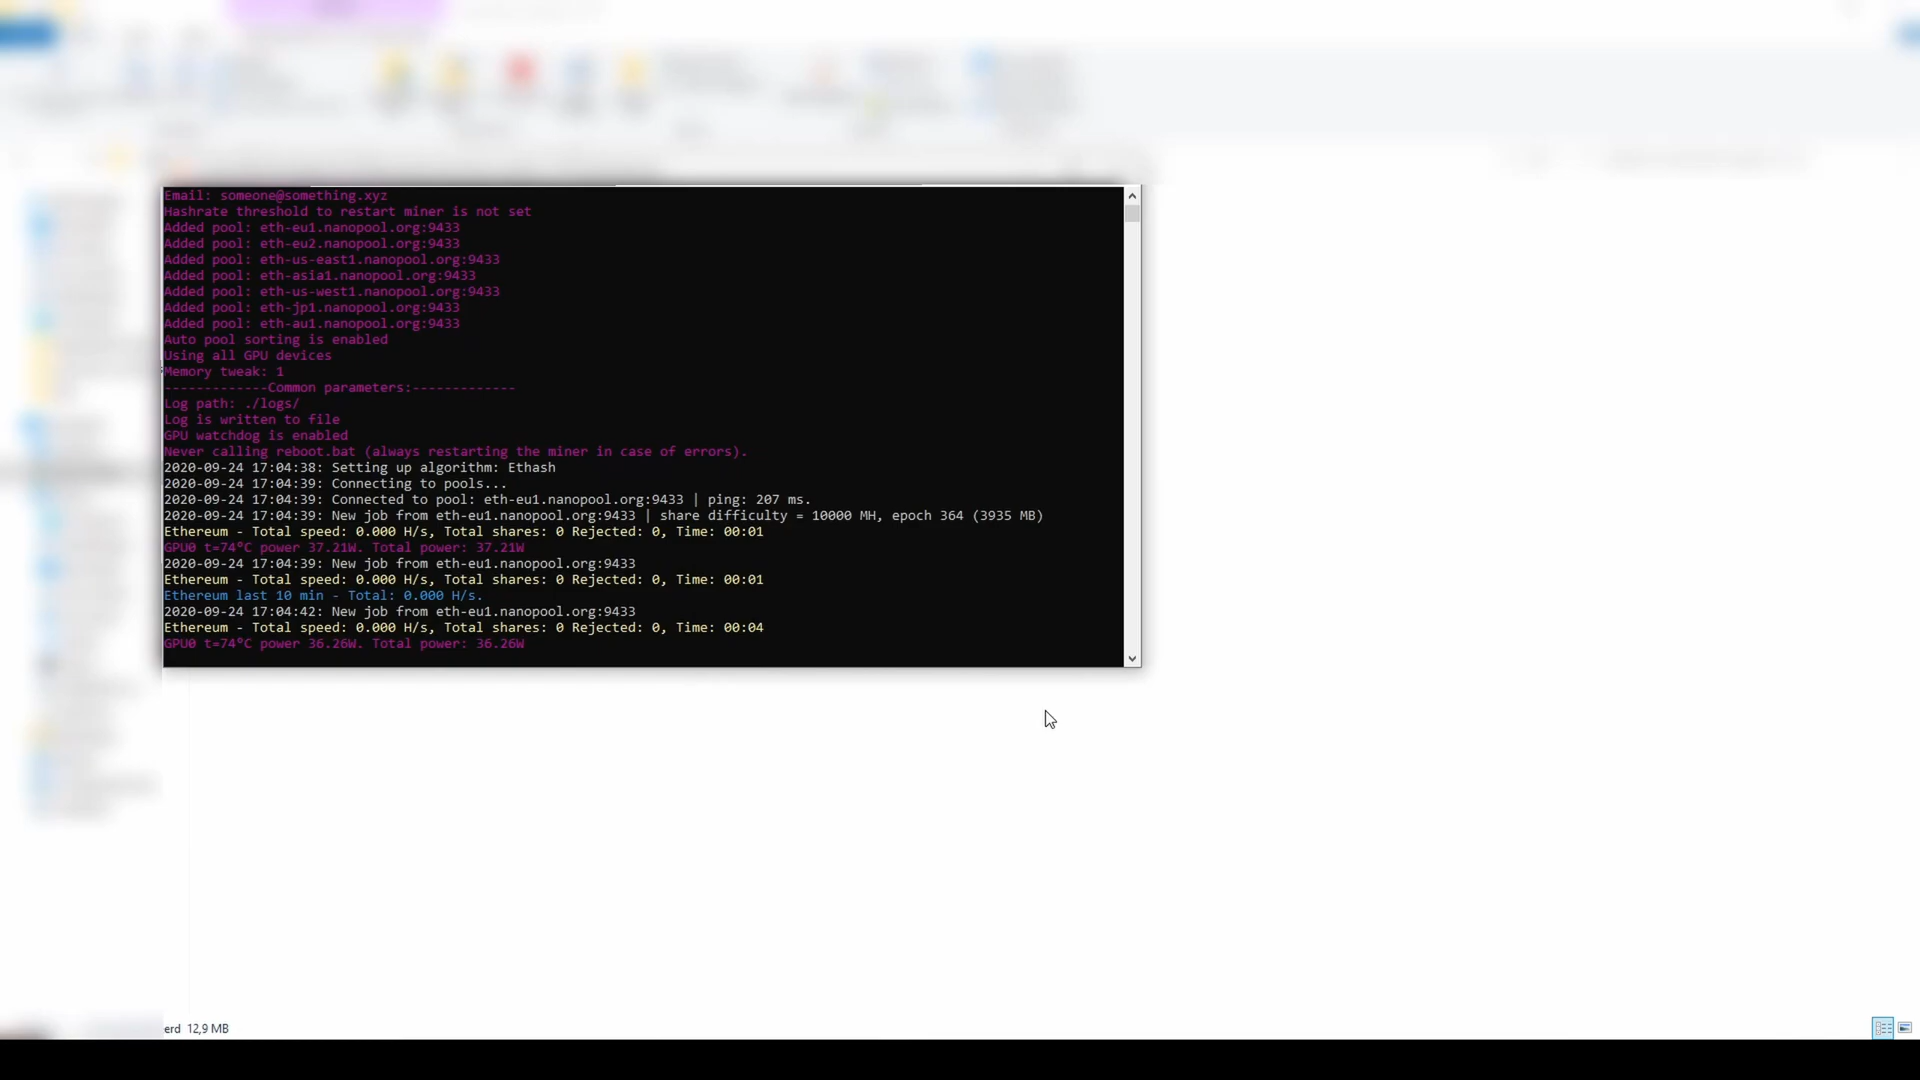 Email: someone@something.xyz
Hashrate threshold to restart miner is not set
Added pool: eth-eu1.nanopool.org:9433
Added pool: eth-eu2.nanopool.org:9433
Added pool: eth-us-east1.nanopool.org:9433
Added pool: eth-asia1.nanopool.org:9433
Added pool: eth-us-west1.nanopool.org:9433
Added pool: eth-jp1.nanopool.org:9433
Added pool: eth-au1.nanopool.org:9433
Auto pool sorting is enabled
Using all GPU devices
Memory tweak: 1
-------------Common parameters:-------------
Log path: ./logs/
Log is written to file
GPU watchdog is enabled
Never calling reboot.bat (always restarting the miner in case of errors).
2020-09-24 17:04:38: Setting up algorithm: Ethash
2020-09-24 17:04:39: Connecting to pools...
2020-09-24 17:04:39: Connected to pool: eth-eu1.nanopool.org:9433 | ping: 207 ms.
2020-09-24 17:04:39: New job from eth-eu1.nanopool.org:9433 | share difficulty = 10000 MH, epoch 364 (3935 MB)
Ethereum - Total speed: 0.000 H/s, Total shares: 0 Rejected: 0, Time: 00:01
GPU0 t=74°C power 37.21W. Total power: 37.21W
2020-09-24 17:04:39: New job from eth-eu1.nanopool.org:9433
Ethereum - Total speed: 0.000 H/s, Total shares: 0 Rejected: 0, Time: 00:01
Ethereum last 10 min - Total: 0.000 H/s.
2020-09-24 17:04:42: New job from eth-eu1.nanopool.org:9433
Ethereum - Total speed: 0.000 H/s, Total shares: 0 Rejected: 0, Time: 00:04
GPU0 t=74°C power 36.26W. Total power: 36.26W
erd 12,9 MB